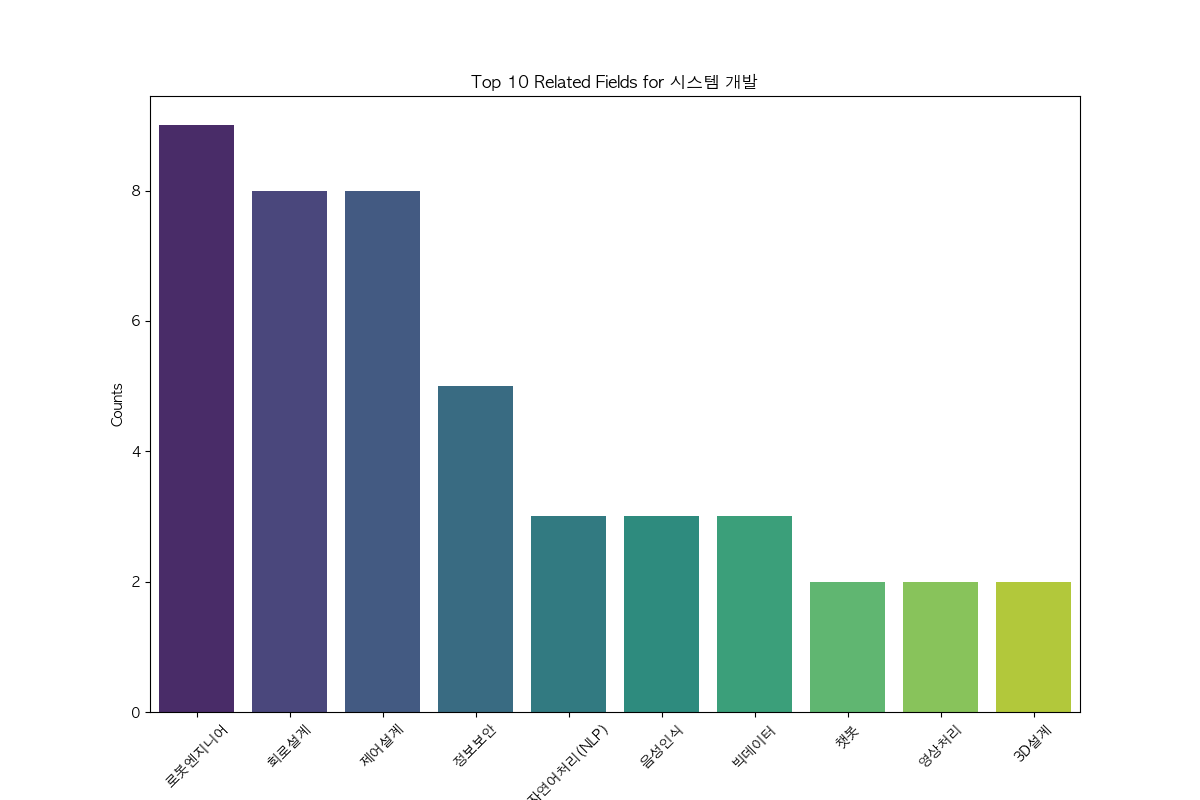 Top 10 Related Fields for 시스템 개발
Counts
8
6
4
2
0
로봇엔지니어
회로설계
제어설계
정보보안
자연어처리(NLP)
음성인식
빅데이터
챗봇
영상처리
3D설계